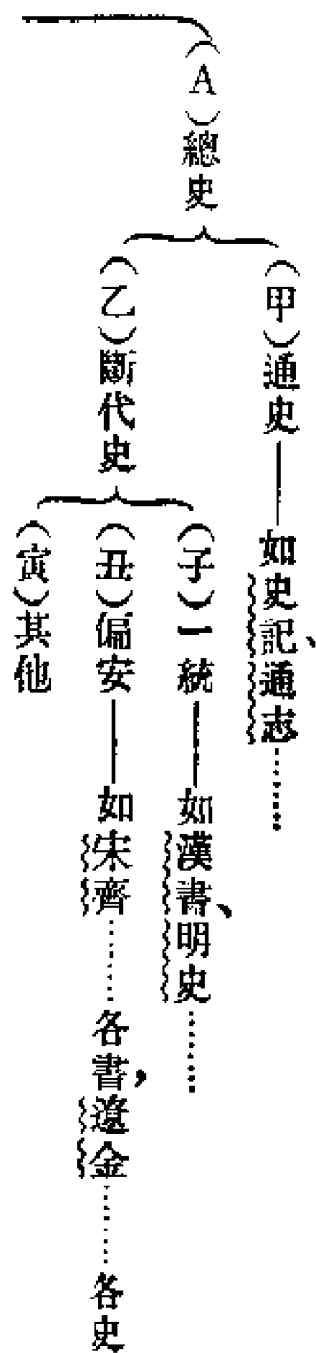 （A）總史
（甲）通史——如史記、通志……
（乙）斷代史
（子）一統——如漢書、明史……
（丑）偏安——如宋齊……各書，遼金……各史
（寅）其他